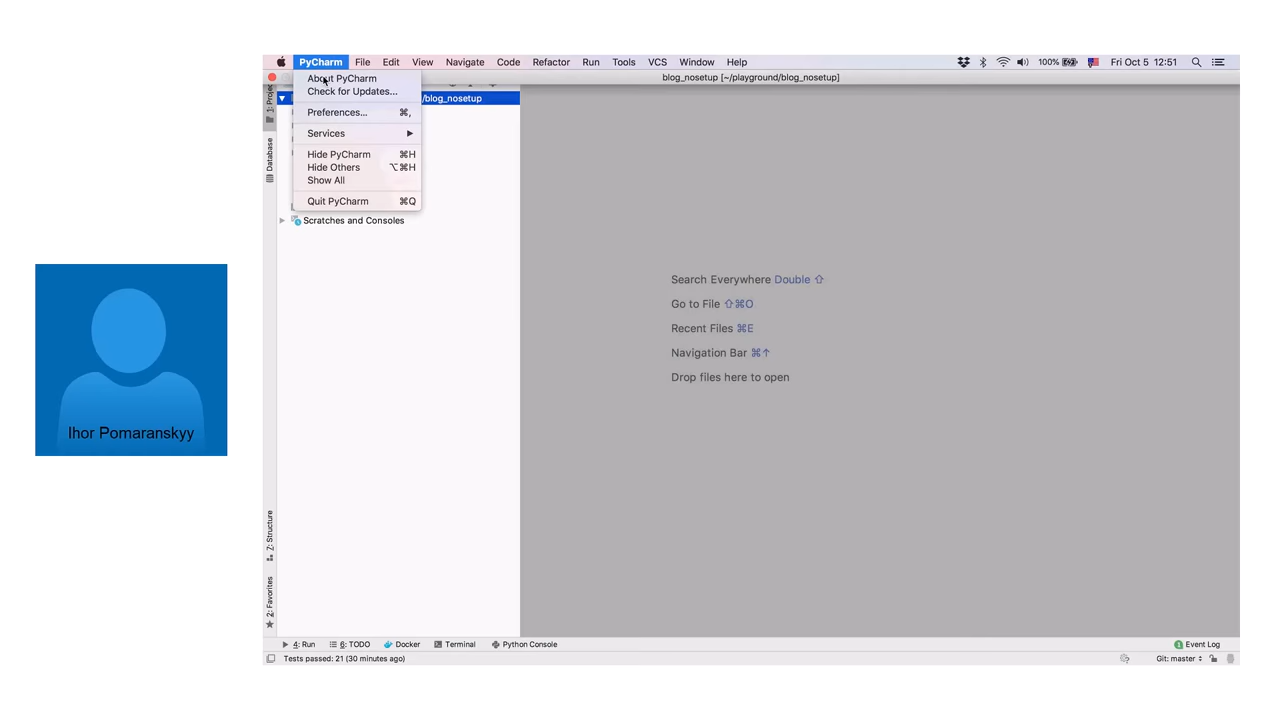 PyCharm File Edit View Navigate Code Refactor Run Tools VCS Window Help 100% Fri Oct 5 12:51
blog_nosetup [~/playground/blog_nosetup]
About PyCharm
Check for Updates...
Preferences... ⌘,
Services ▶
Hide PyCharm ⌘H
Hide Others ⌥⌘H
Show All
Quit PyCharm ⌘Q
/blog_nosetup
Scratches and Consoles
1: Projec
Database
Z: Structure
2: Favorites
Search Everywhere Double ⇧
Go to File ⇧⌘O
Recent Files ⌘E
Navigation Bar ⌘↑
Drop files here to open
Ihor Pomaranskyy
4: Run 6: TODO Docker Terminal Python Console 1 Event Log
Tests passed: 21 (30 minutes ago) Git: master